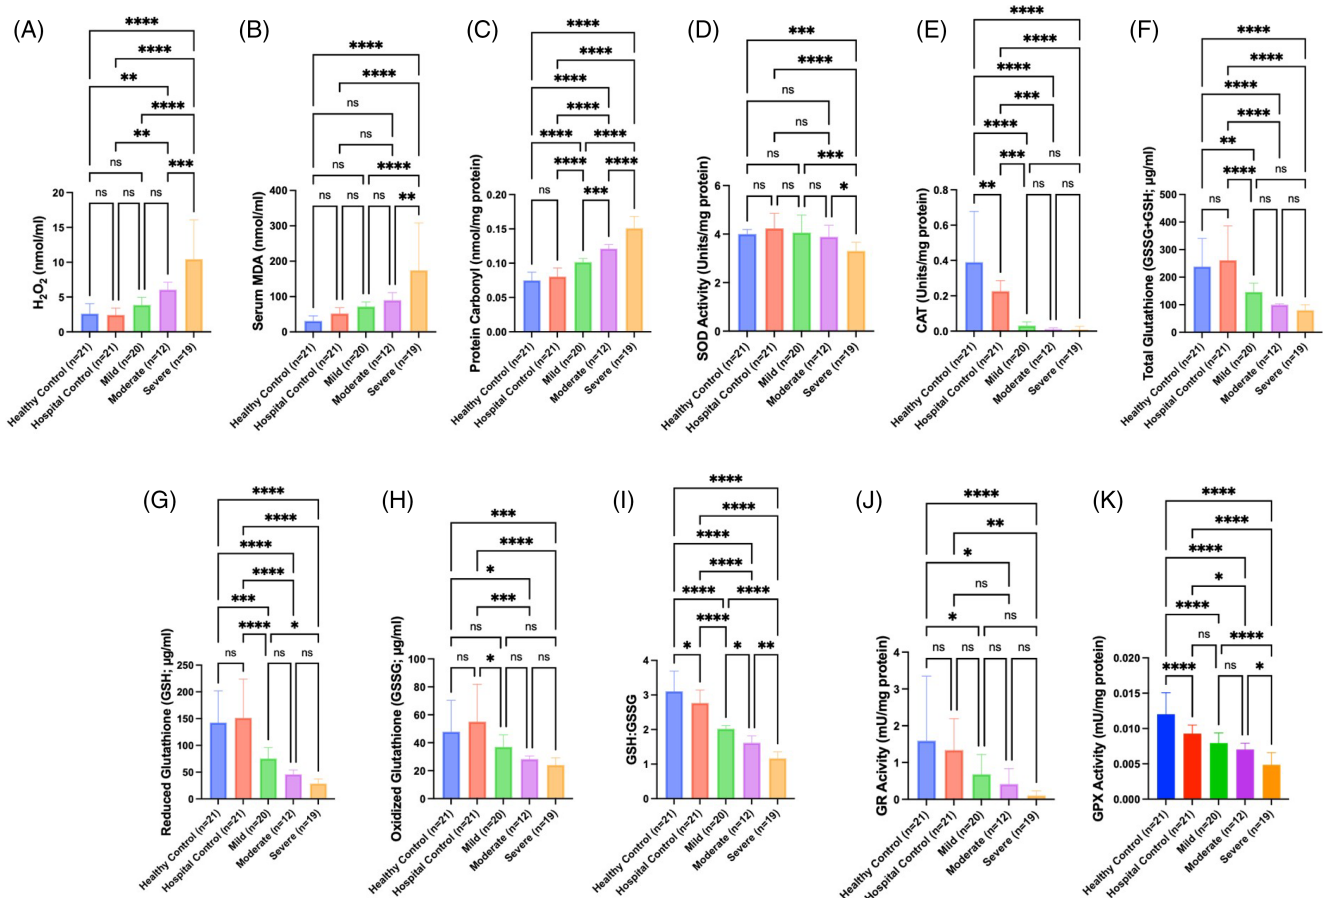 (A)
****
****
**
****
**
ns
***
ns
ns
ns
ns
H2O2 (nmol/ml)
20
15
10
5
0
Healthy Control (n=21)
Hospital Control (n=21)
Mild (n=20)
Moderate (n=12)
Severe (n=19)
(B)
****
****
ns
ns
ns
****
ns
ns
ns
**
Serum MDA (nmol/ml)
400
300
200
100
0
Healthy Control (n=21)
Hospital Control (n=21)
Mild (n=20)
Moderate (n=12)
Severe (n=19)
(C)
****
****
****
****
****
****
****
****
ns
***
Protein Carbonyl (nmol/mg protein)
0.20
0.15
0.10
0.05
0.00
Healthy Control (n=21)
Hospital Control (n=21)
Mild (n=20)
Moderate (n=12)
Severe (n=19)
(D)
***
****
ns
ns
ns
***
ns
ns
ns
*
SOD Activity (Units/mg protein)
6
5
4
3
2
1
0
Healthy Control (n=21)
Hospital Control (n=21)
Mild (n=20)
Moderate (n=12)
Severe (n=19)
(E)
****
****
****
***
****
***
ns
**
ns
ns
CAT (Units/mg protein)
0.8
0.6
0.4
0.2
0.0
Healthy Control (n=21)
Hospital Control (n=21)
Mild (n=20)
Moderate (n=12)
Severe (n=19)
(F)
****
****
****
****
**
****
ns
ns
ns
ns
Total Glutathione (GSSG+GSH; µg/ml)
500
400
300
200
100
0
Healthy Control (n=21)
Hospital Control (n=21)
Mild (n=20)
Moderate (n=12)
Severe (n=19)
(G)
****
****
****
****
***
****
*
ns
ns
ns
Reduced Glutathione (GSH; µg/ml)
250
200
150
100
50
0
Healthy Control (n=21)
Hospital Control (n=21)
Mild (n=20)
Moderate (n=12)
Severe (n=19)
(H)
***
****
*
***
ns
ns
ns
*
ns
ns
Oxidized Glutathione (GSSG; µg/ml)
100
80
60
40
20
0
Healthy Control (n=21)
Hospital Control (n=21)
Mild (n=20)
Moderate (n=12)
Severe (n=19)
(I)
****
****
****
****
****
****
****
*
*
**
GSH:GSSG
4
3
2
1
0
Healthy Control (n=21)
Hospital Control (n=21)
Mild (n=20)
Moderate (n=12)
Severe (n=19)
(J)
****
**
*
ns
*
ns
ns
ns
ns
ns
GR Acivity (mU/mg protein)
4
3
2
1
0
Healthy Control (n=21)
Hospital Control (n=21)
Mild (n=20)
Moderate (n=12)
Severe (n=19)
(K)
****
****
****
*
****
ns
****
****
ns
*
GPX Activity (mU/mg protein)
0.020
0.015
0.010
0.005
0.000
Healthy Control (n=21)
Hospital Control (n=21)
Mild (n=20)
Moderate (n=12)
Severe (n=19)